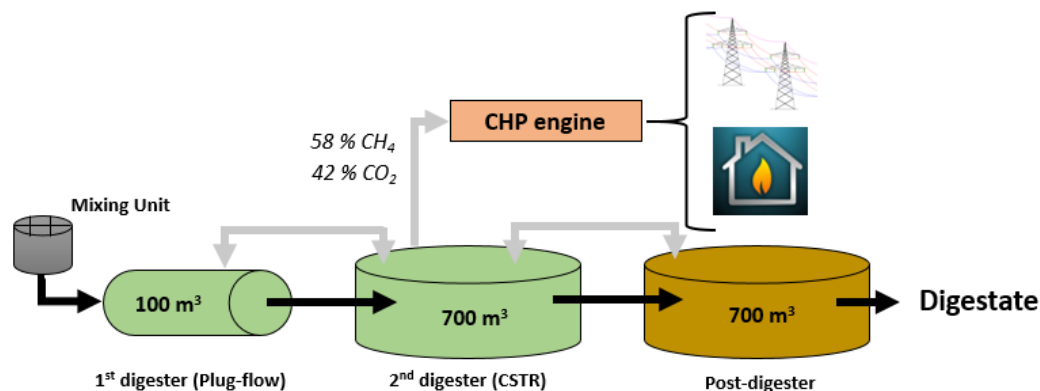 CHP engine
58 % CH₄
42 % CO₂
Mixing Unit
100 m³
700 m³
700 m³
Digestate
1st digester (Plug-flow)
2nd digester (CSTR)
Post-digester